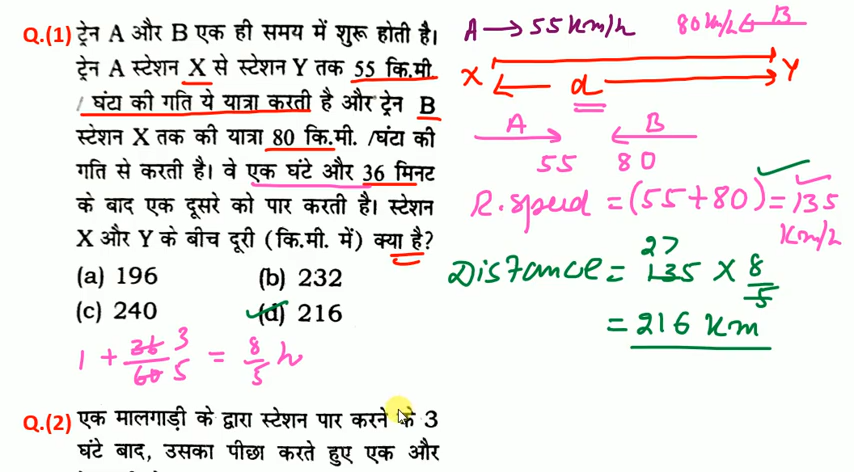 Q.(1) ट्रेन A और B एक ही समय में शुरू होती है।
ट्रेन A स्टेशन X से स्टेशन Y तक 55 कि.मी
/ घंटा की गति ये यात्रा करती है और ट्रेन B
स्टेशन X तक की यात्रा 80 कि.मी. /घंटा की
गति से करती है। वे एक घंटे और 36 मिनट
के बाद एक दूसरे को पार करती है। स्टेशन
X और Y के बीच दूरी (कि.मी. में) क्या है?
(a) 196 (b) 232
(c) 240 (d) 216
1 + 36/60 3/5 = 8/5 h
A → 55 km/h 80 km/h ← B
X d Y
A B
55 80
R. speed = (55+80) = 135
km/h
27
Distance = 135 × 8/5
= 216 km
Q.(2) एक मालगाड़ी के द्वारा स्टेशन पार करने के 3
घंटे बाद, उसका पीछा करते हुए एक और